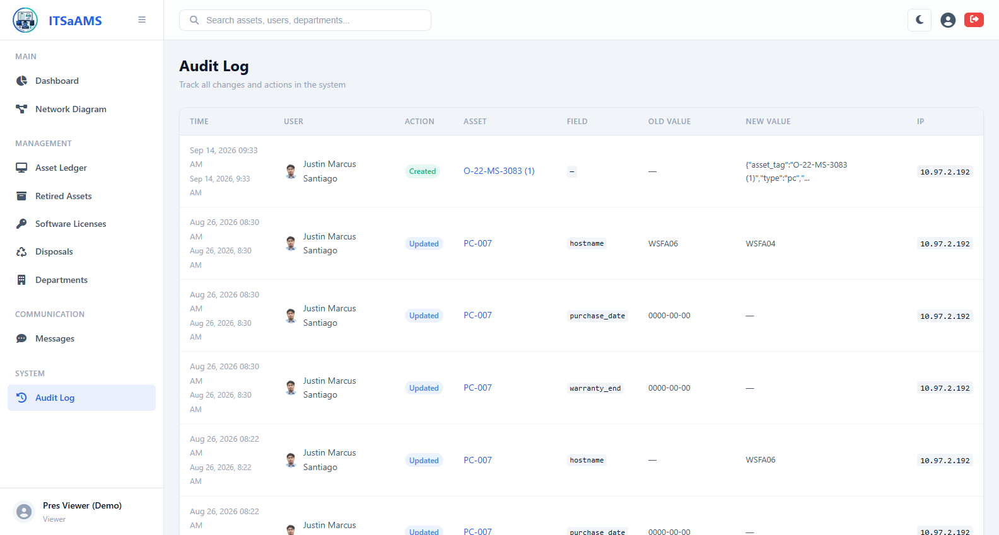 ITSaAMS
Search assets, users, departments...
MAIN
Dashboard
Network Diagram
MANAGEMENT
Asset Ledger
Retired Assets
Software Licenses
Disposals
Departments
COMMUNICATION
Messages
SYSTEM
Audit Log
Pres Viewer (Demo)
Viewer
Audit Log
Track all changes and actions in the system
TIME USER ACTION ASSET FIELD OLD VALUE NEW VALUE IP
Sep 14, 2026 09:33
AM
Sep 14, 2026, 9:33
AM
Justin Marcus
Santiago
Created
O-22-MS-3083 (1)
—
—
{"asset_tag":"O-22-MS-3083
(1)","type":"pc","...
10.97.2.192
Aug 26, 2026 08:30
AM
Aug 26, 2026, 8:30
AM
Justin Marcus
Santiago
Updated
PC-007
hostname
WSFA06
WSFA04
10.97.2.192
Aug 26, 2026 08:30
AM
Aug 26, 2026, 8:30
AM
Justin Marcus
Santiago
Updated
PC-007
purchase_date
0000-00-00
—
10.97.2.192
Aug 26, 2026 08:30
AM
Aug 26, 2026, 8:30
AM
Justin Marcus
Santiago
Updated
PC-007
warranty_end
0000-00-00
—
10.97.2.192
Aug 26, 2026 08:22
AM
Aug 26, 2026, 8:22
AM
Justin Marcus
Santiago
Updated
PC-007
hostname
—
WSFA06
10.97.2.192
Aug 26, 2026 08:22
AM
Justin Marcus
Updated
PC-007
purchase_date
0000-00-00
—
10.97.2.192